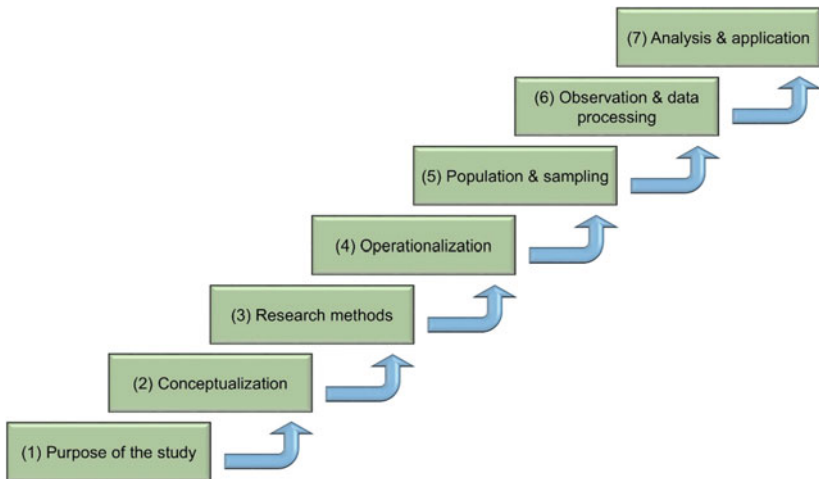 (7) Analysis & application
(6) Observation & data
processing
(5) Population & sampling
(4) Operationalization
(3) Research methods
(2) Conceptualization
(1) Purpose of the study